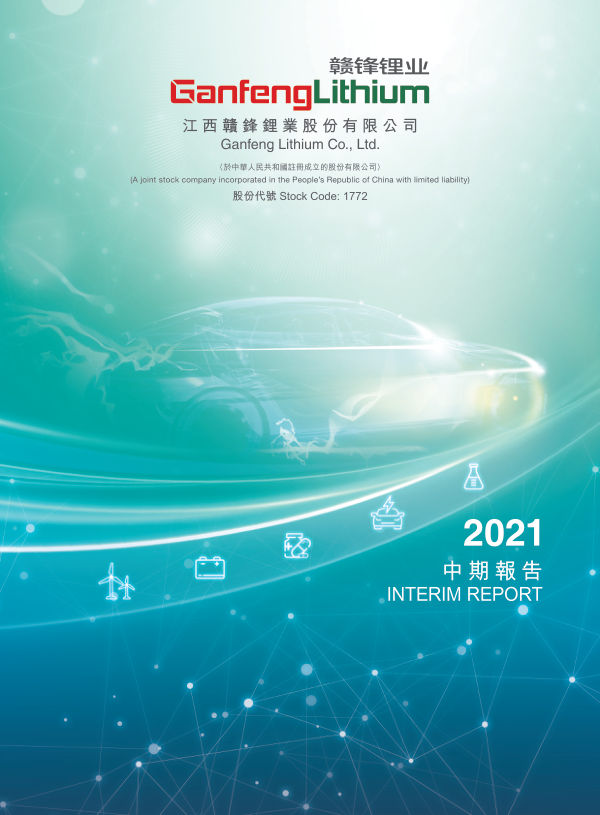 赣锋锂业
GanfengLithium
江西贛鋒鋰業股份有限公司
Ganfeng Lithium Co., Ltd.
（於中華人民共和國註冊成立的股份有限公司）
(A joint stock company incorporated in the People's Republic of China with limited liability)
股份代號 Stock Code: 1772
2021
中期報告
INTERIM REPORT